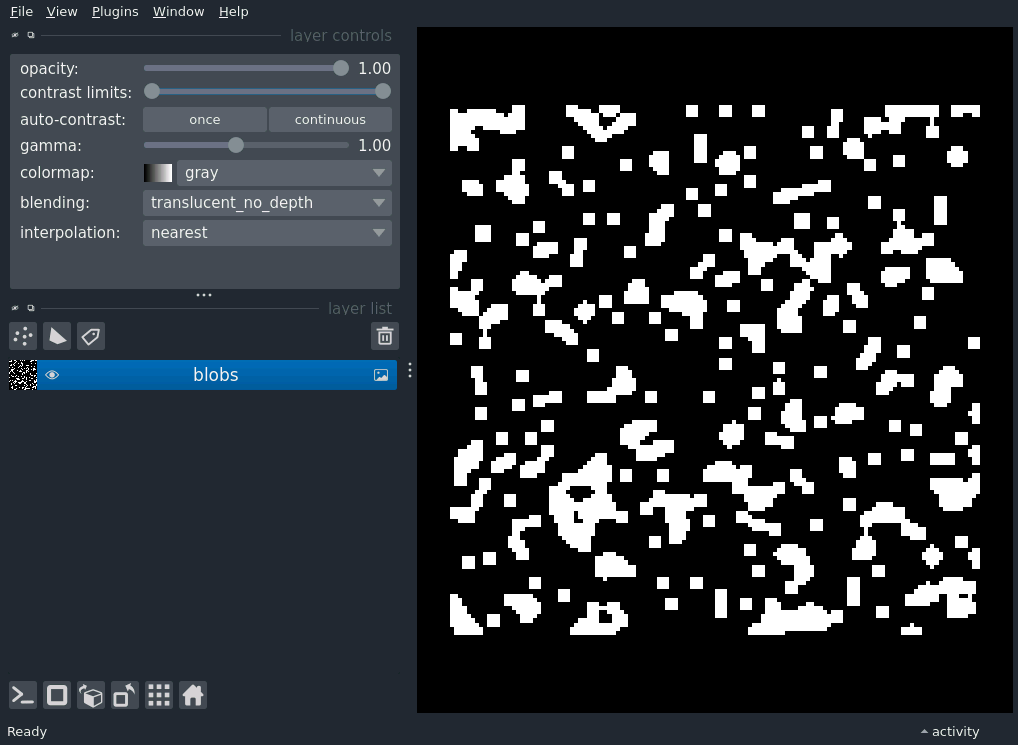 File View Plugins Window Help
layer controls
opacity: 1.00
contrast limits:
auto-contrast: once continuous
gamma: 1.00
colormap: gray
blending: translucent_no_depth
interpolation: nearest
layer list
blobs
Ready activity